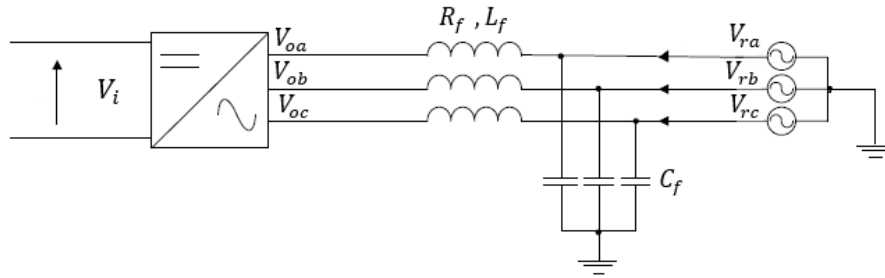 R_f , L_f
V_oa
V_ra
V_i
V_ob
V_rb
V_oc
V_rc
C_f